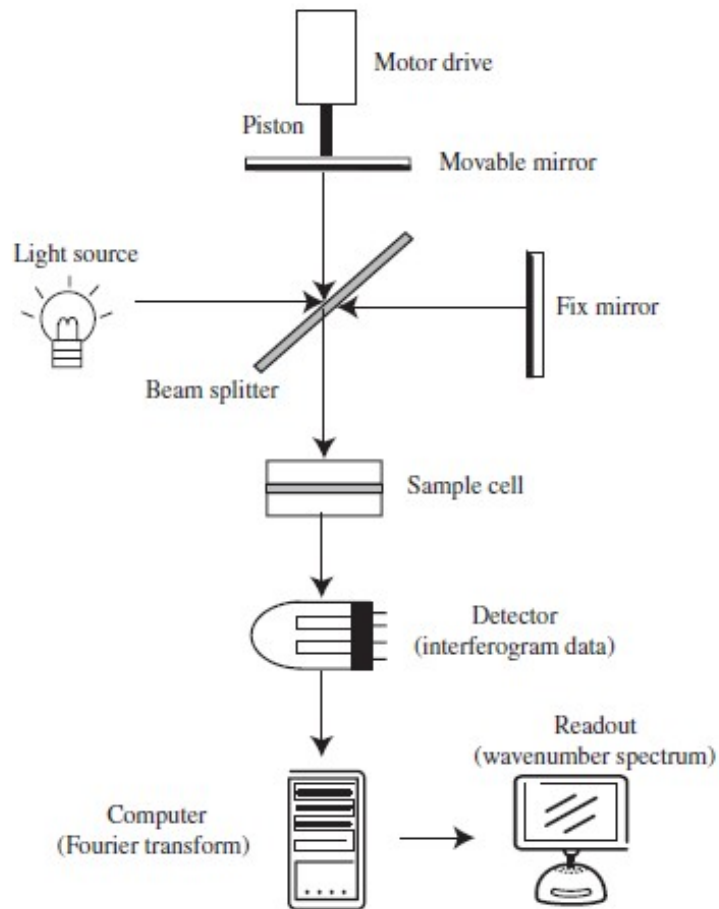 Motor drive
Piston
Movable mirror
Light source
Fix mirror
Beam splitter
Sample cell
Detector
(interferogram data)
Readout
(wavenumber spectrum)
Computer
(Fourier transform)